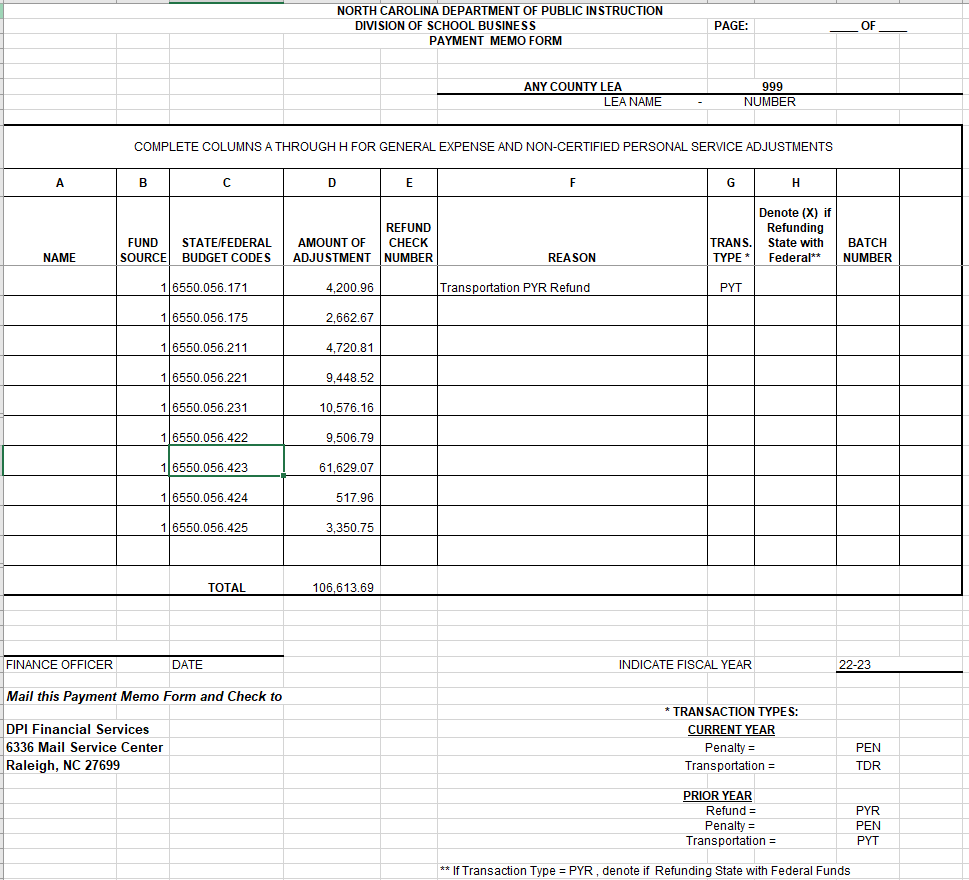 NORTH CAROLINA DEPARTMENT OF PUBLIC INSTRUCTION
DIVISION OF SCHOOL BUSINESS PAGE: ____ OF ____
PAYMENT MEMO FORM
ANY COUNTY LEA 999
LEA NAME - NUMBER
COMPLETE COLUMNS A THROUGH H FOR GENERAL EXPENSE AND NON-CERTIFIED PERSONAL SERVICE ADJUSTMENTS
A B C D E F G H
NAME FUND SOURCE STATE/FEDERAL BUDGET CODES AMOUNT OF ADJUSTMENT REFUND CHECK NUMBER REASON TRANS. TYPE * Denote (X) if Refunding State with Federal** BATCH NUMBER
1 6550.056.171 4,200.96 Transportation PYR Refund PYT
1 6550.056.175 2,662.67
1 6550.056.211 4,720.81
1 6550.056.221 9,448.52
1 6550.056.231 10,576.16
1 6550.056.422 9,506.79
1 6550.056.423 61,629.07
1 6550.056.424 517.96
1 6550.056.425 3,350.75
TOTAL 106,613.69
FINANCE OFFICER DATE INDICATE FISCAL YEAR 22-23
Mail this Payment Memo Form and Check to
* TRANSACTION TYPES:
DPI Financial Services CURRENT YEAR
6336 Mail Service Center Penalty = PEN
Raleigh, NC 27699 Transportation = TDR
PRIOR YEAR
Refund = PYR
Penalty = PEN
Transportation = PYT
** If Transaction Type = PYR , denote if Refunding State with Federal Funds